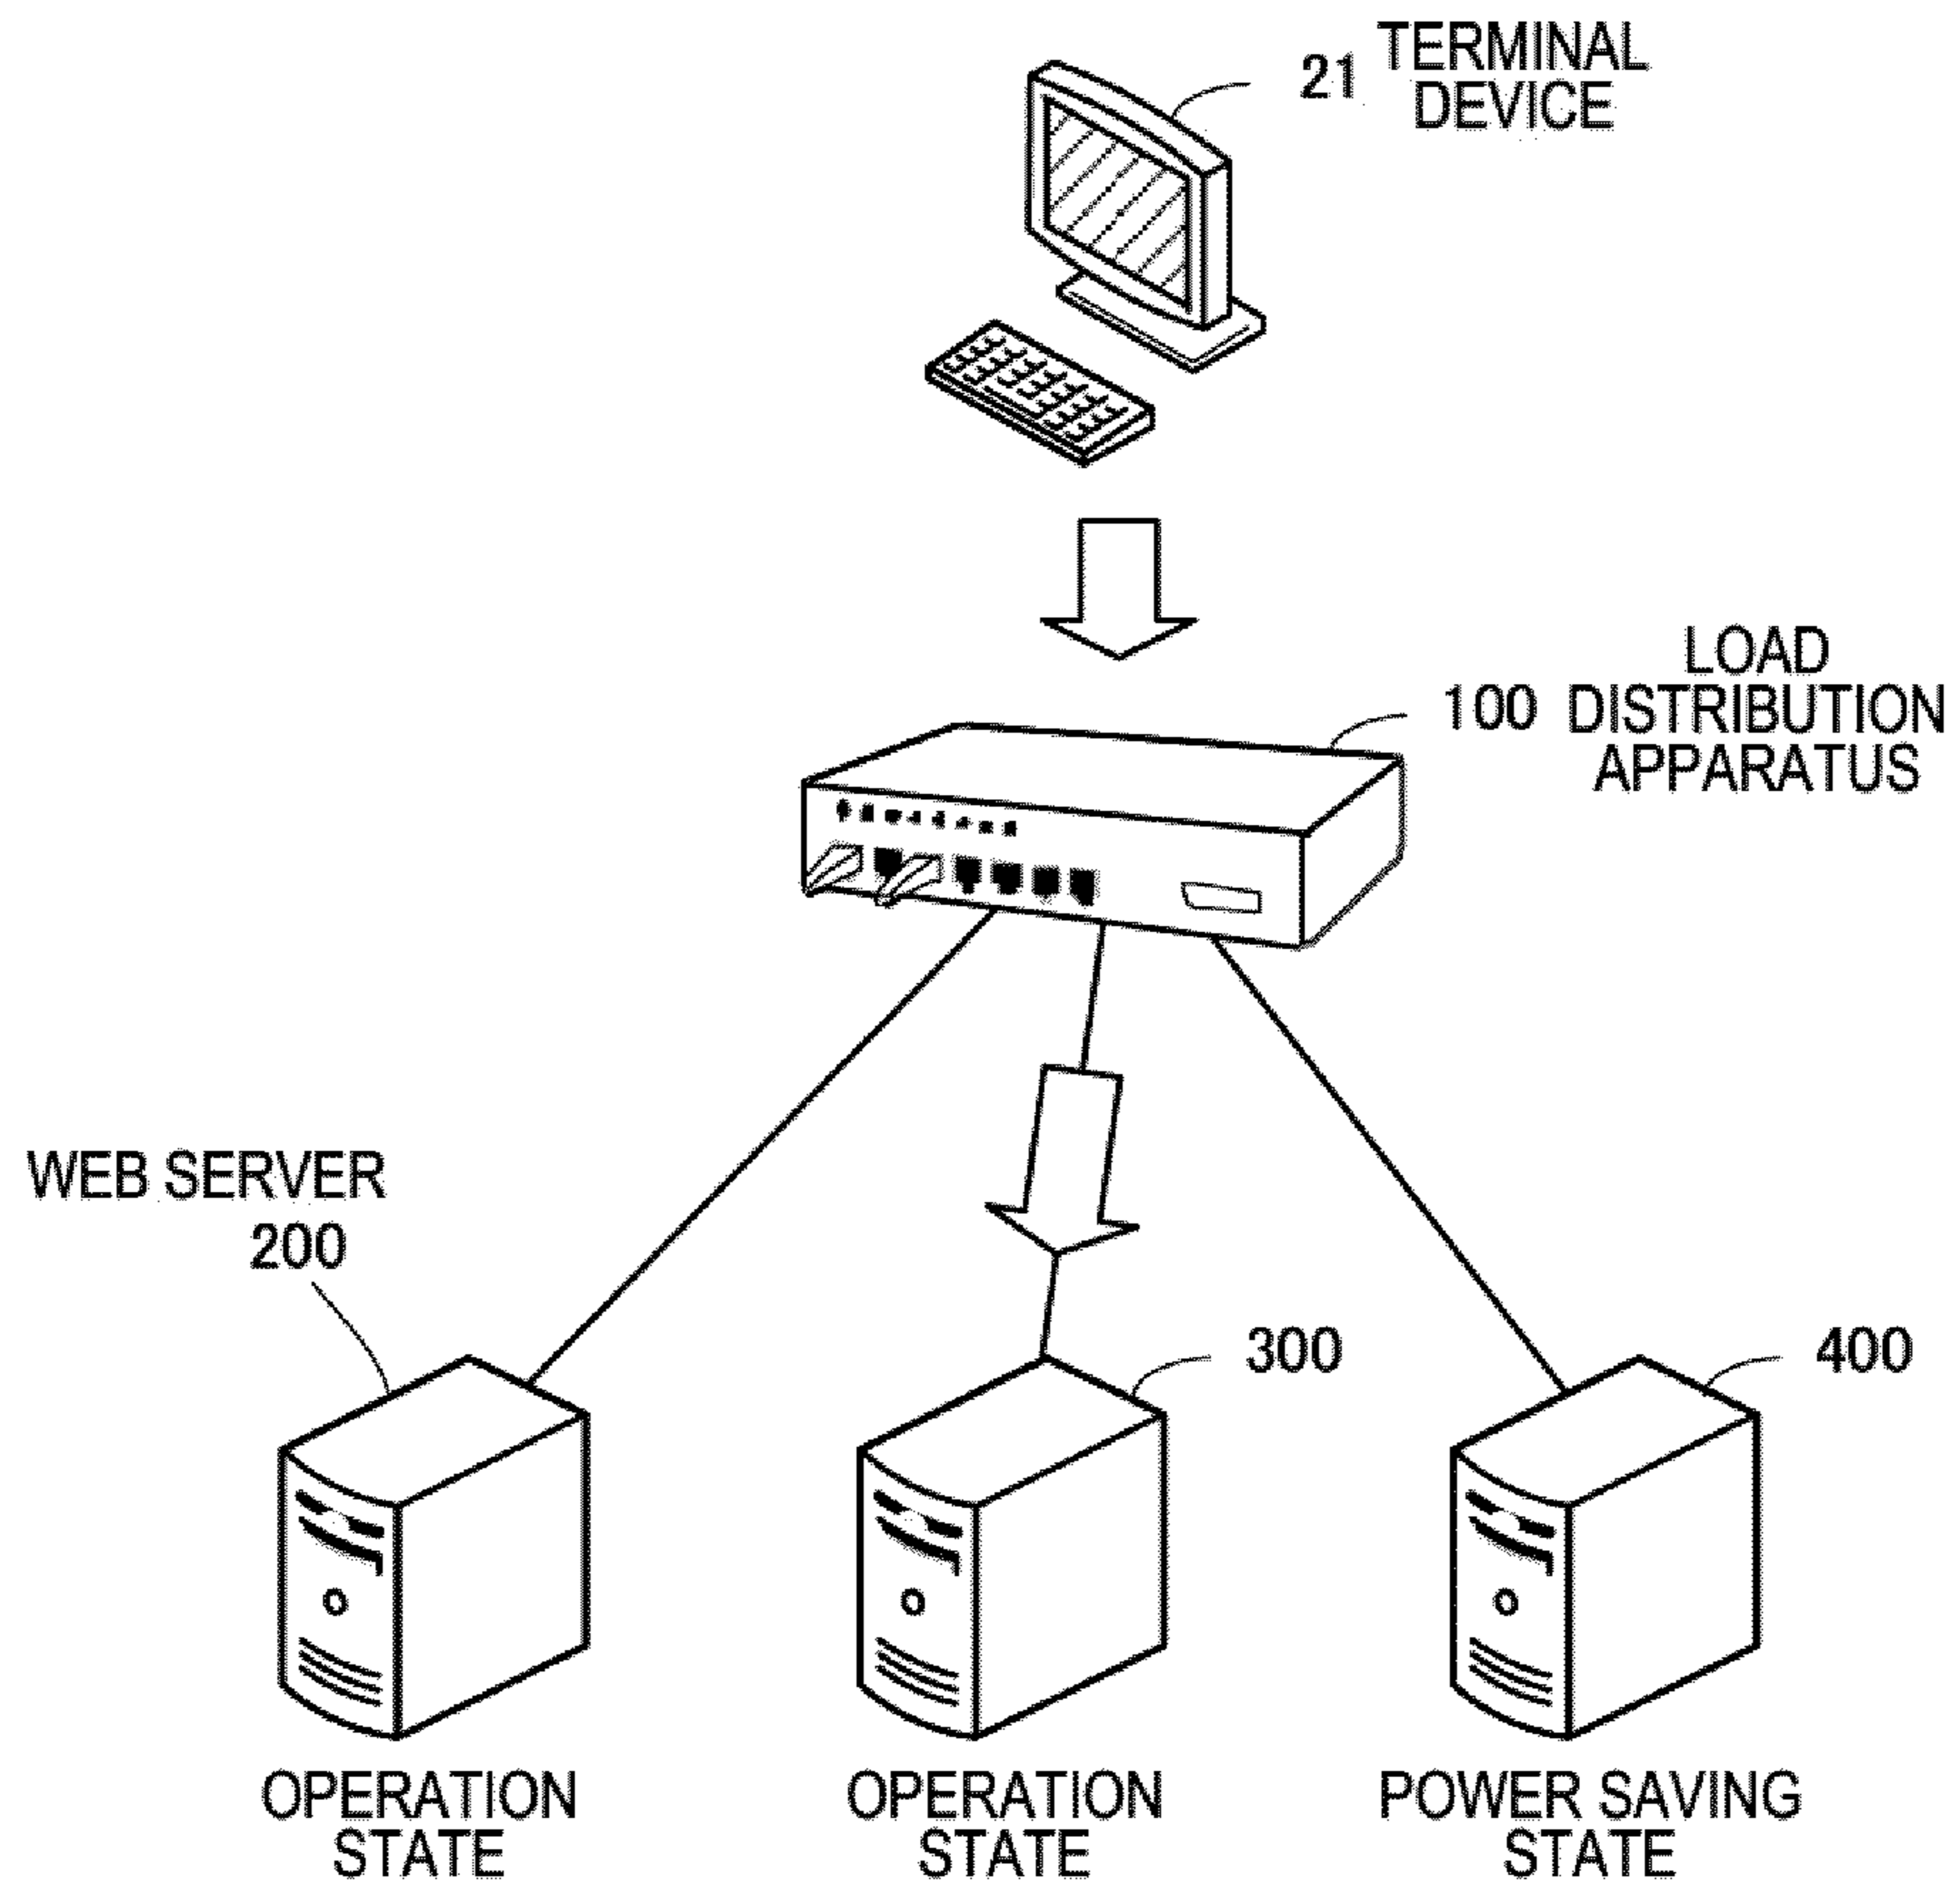 21 TERMINAL
DEVICE
LOAD
100 DISTRIBUTION
APPARATUS
WEB SERVER
200
300
400
OPERATION
STATE
OPERATION
STATE
POWER SAVING
STATE